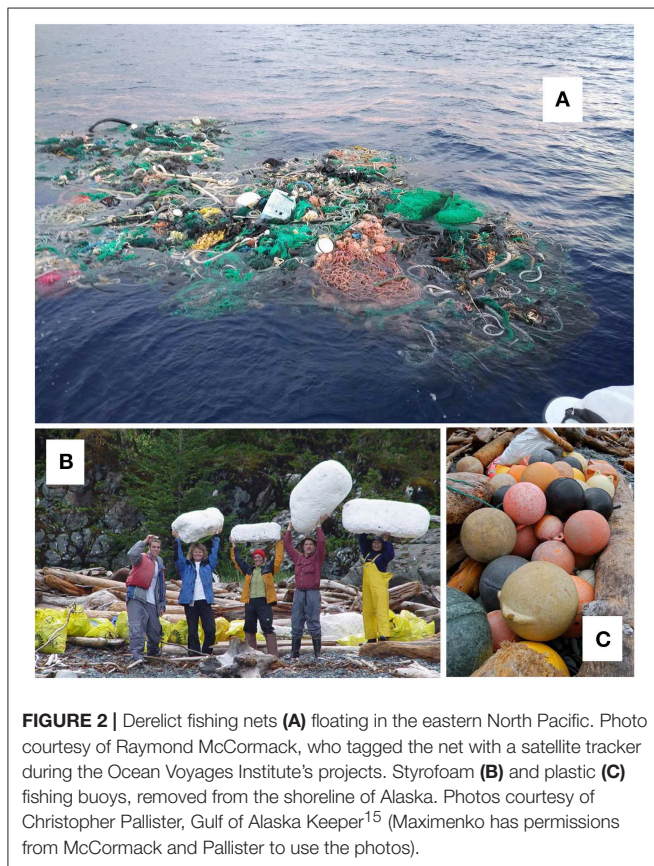 A
B
C
FIGURE 2 | Derelict fishing nets (A) floating in the eastern North Pacific. Photo
courtesy of Raymond McCormack, who tagged the net with a satellite tracker
during the Ocean Voyages Institute's projects. Styrofoam (B) and plastic (C)
fishing buoys, removed from the shoreline of Alaska. Photos courtesy of
Christopher Pallister, Gulf of Alaska Keeper15 (Maximenko has permissions
from McCormack and Pallister to use the photos).